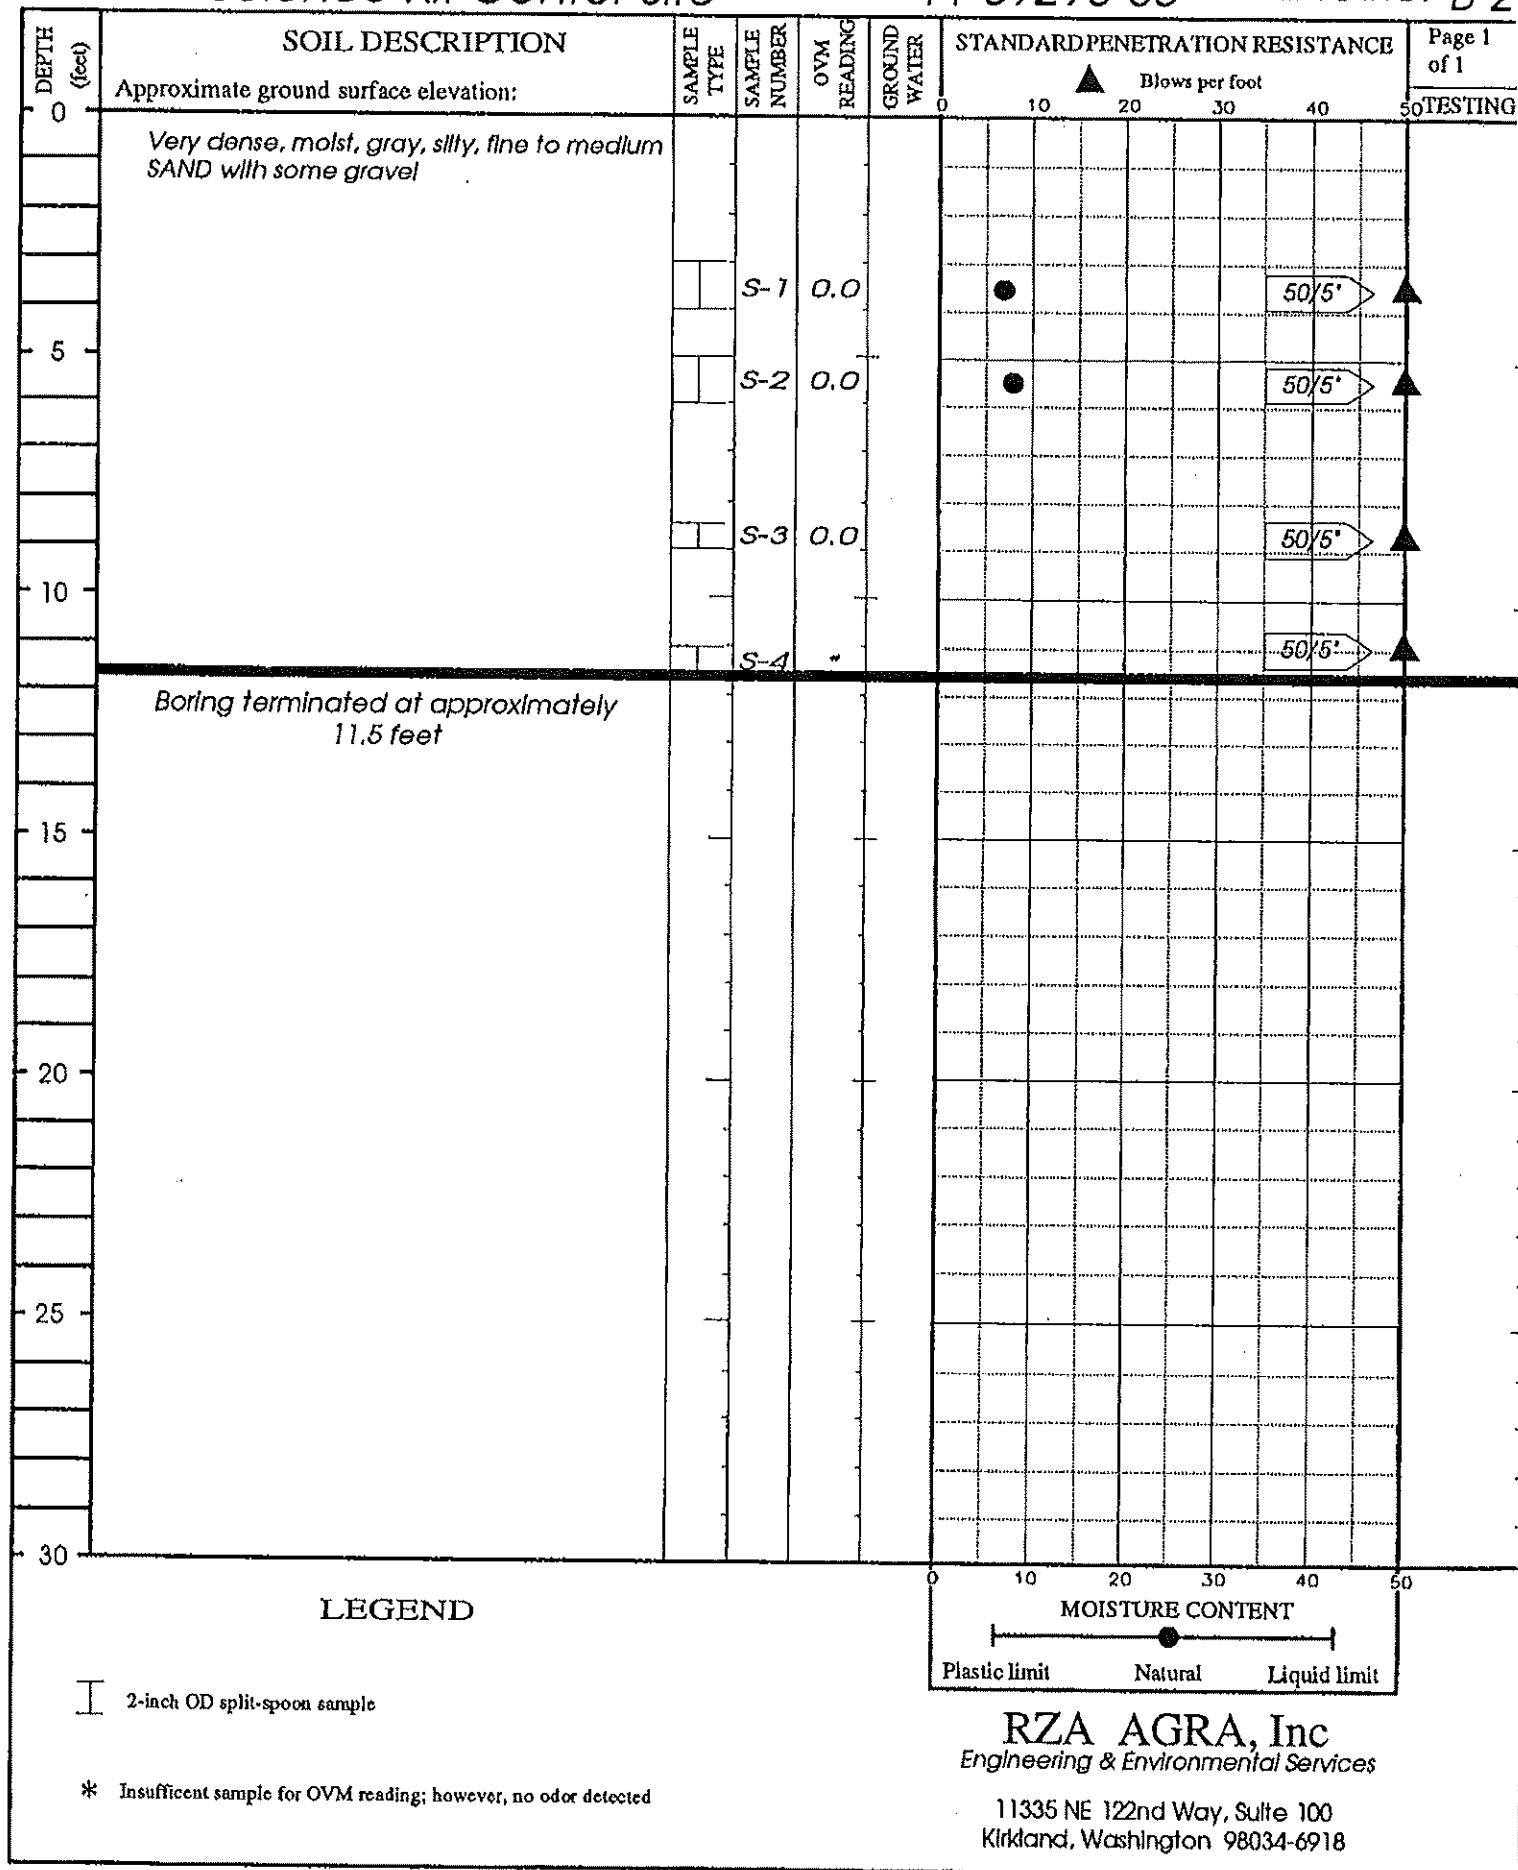 DEPTH
(feet)
SOIL DESCRIPTION
Approximate ground surface elevation:
SAMPLE
TYPE
SAMPLE
NUMBER
OVM
READING
GROUND
WATER
STANDARD PENETRATION RESISTANCE
Blows per foot
0 10 20 30 40 50
Page 1
of 1
TESTING
0
Very dense, moist, gray, silty, fine to medium
SAND with some gravel
S-1 0.0 50/5"
5
S-2 0.0 50/5"
S-3 0.0 50/5"
10
S-4 * 50/5"
Boring terminated at approximately
11.5 feet
15
20
25
30
0 10 20 30 40 50
MOISTURE CONTENT
Plastic limit Natural Liquid limit
LEGEND
2-inch OD split-spoon sample
* Insufficent sample for OVM reading; however, no odor detected
RZA AGRA, Inc
Engineering & Environmental Services
11335 NE 122nd Way, Suite 100
Kirkland, Washington 98034-6918